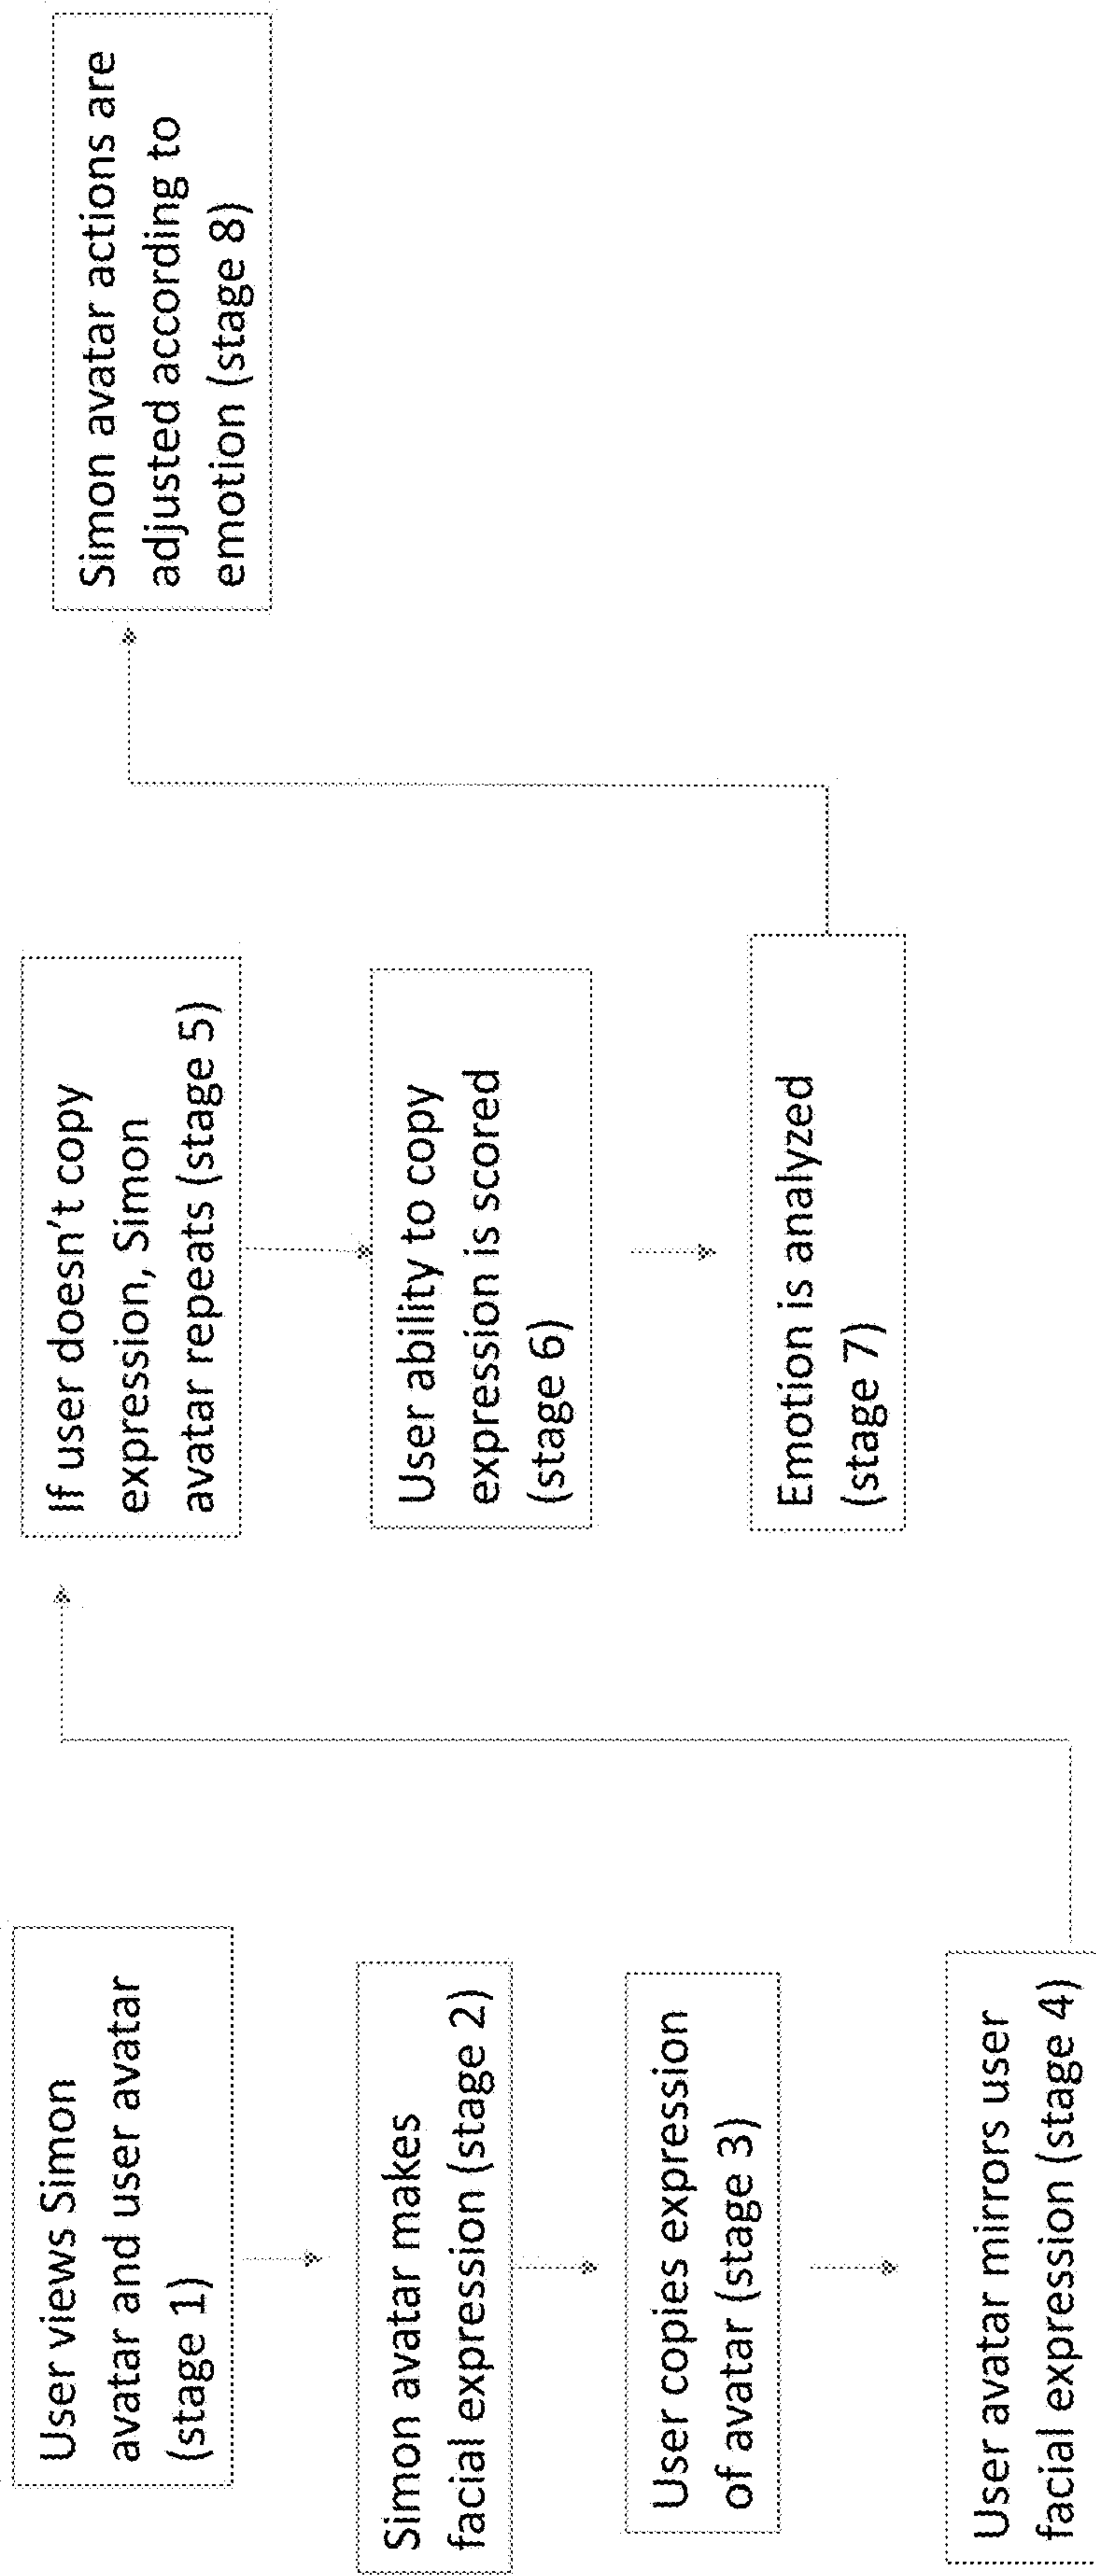 User views Simon
avatar and user avatar
(stage 1)
Simon avatar makes
facial expression (stage 2)
User copies expression
of avatar (stage 3)
User avatar mirrors user
facial expression (stage 4)
If user doesn't copy
expression, Simon
avatar repeats (stage 5)
User ability to copy
expression is scored
(stage 6)
Emotion is analyzed
(stage 7)
Simon avatar actions are
adjusted according to
emotion (stage 8)